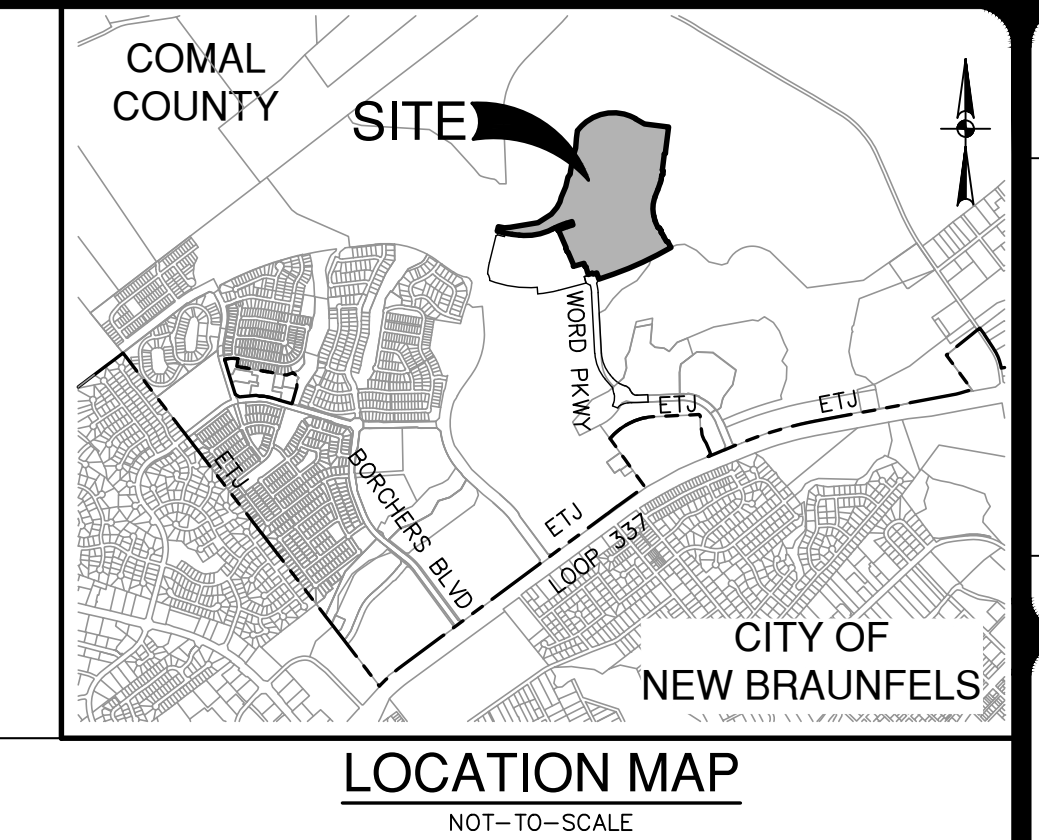 COMAL
COUNTY
SITE
WORD PKWY
ETJ
ETJ
ETJ
BORCHERS BLVD
ETJ
LOOP 337
CITY OF
NEW BRAUNFELS
LOCATION MAP
NOT-TO-SCALE